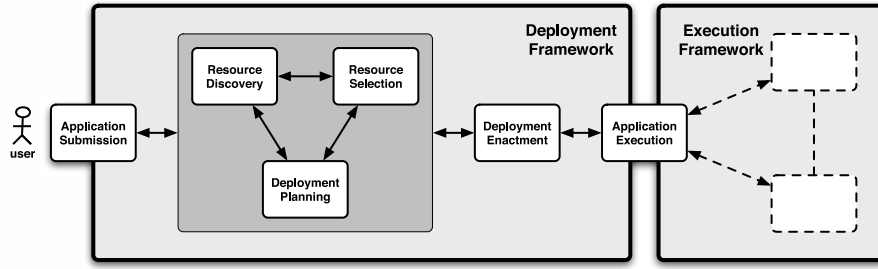 Deployment
Framework
Execution
Framework
Resource
Discovery
Resource
Selection
user
Application
Submission
Deployment
Enactment
Application
Execution
Deployment
Planning